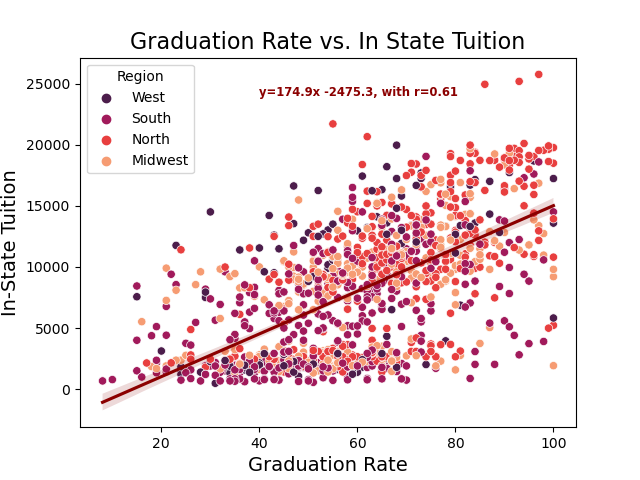 Graduation Rate vs. In State Tuition
Region
West
South
North
Midwest
y=174.9x -2475.3, with r=0.61
25000
20000
15000
10000
5000
0
In-State Tuition
20 40 60 80 100
Graduation Rate